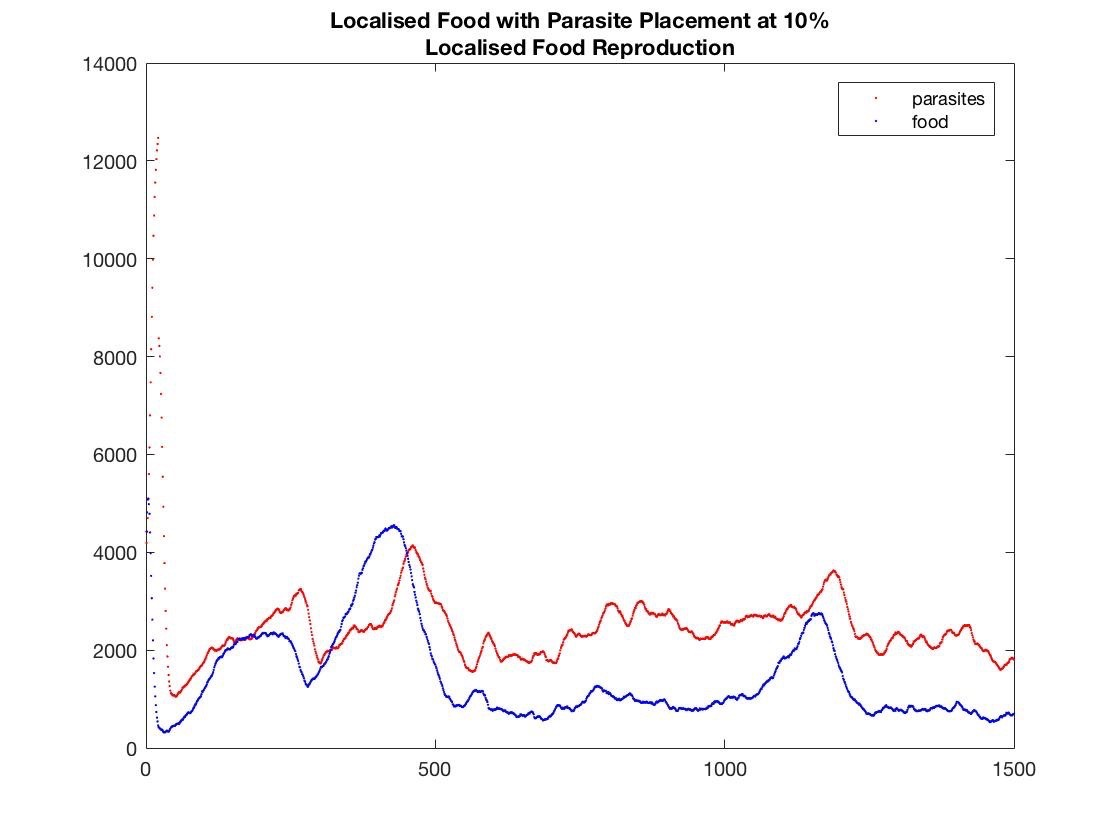 Localised Food with Parasite Placement at 10%
Localised Food Reproduction
14000
parasites
food
12000
10000
8000
6000
4000
2000
0
0 500 1000 1500